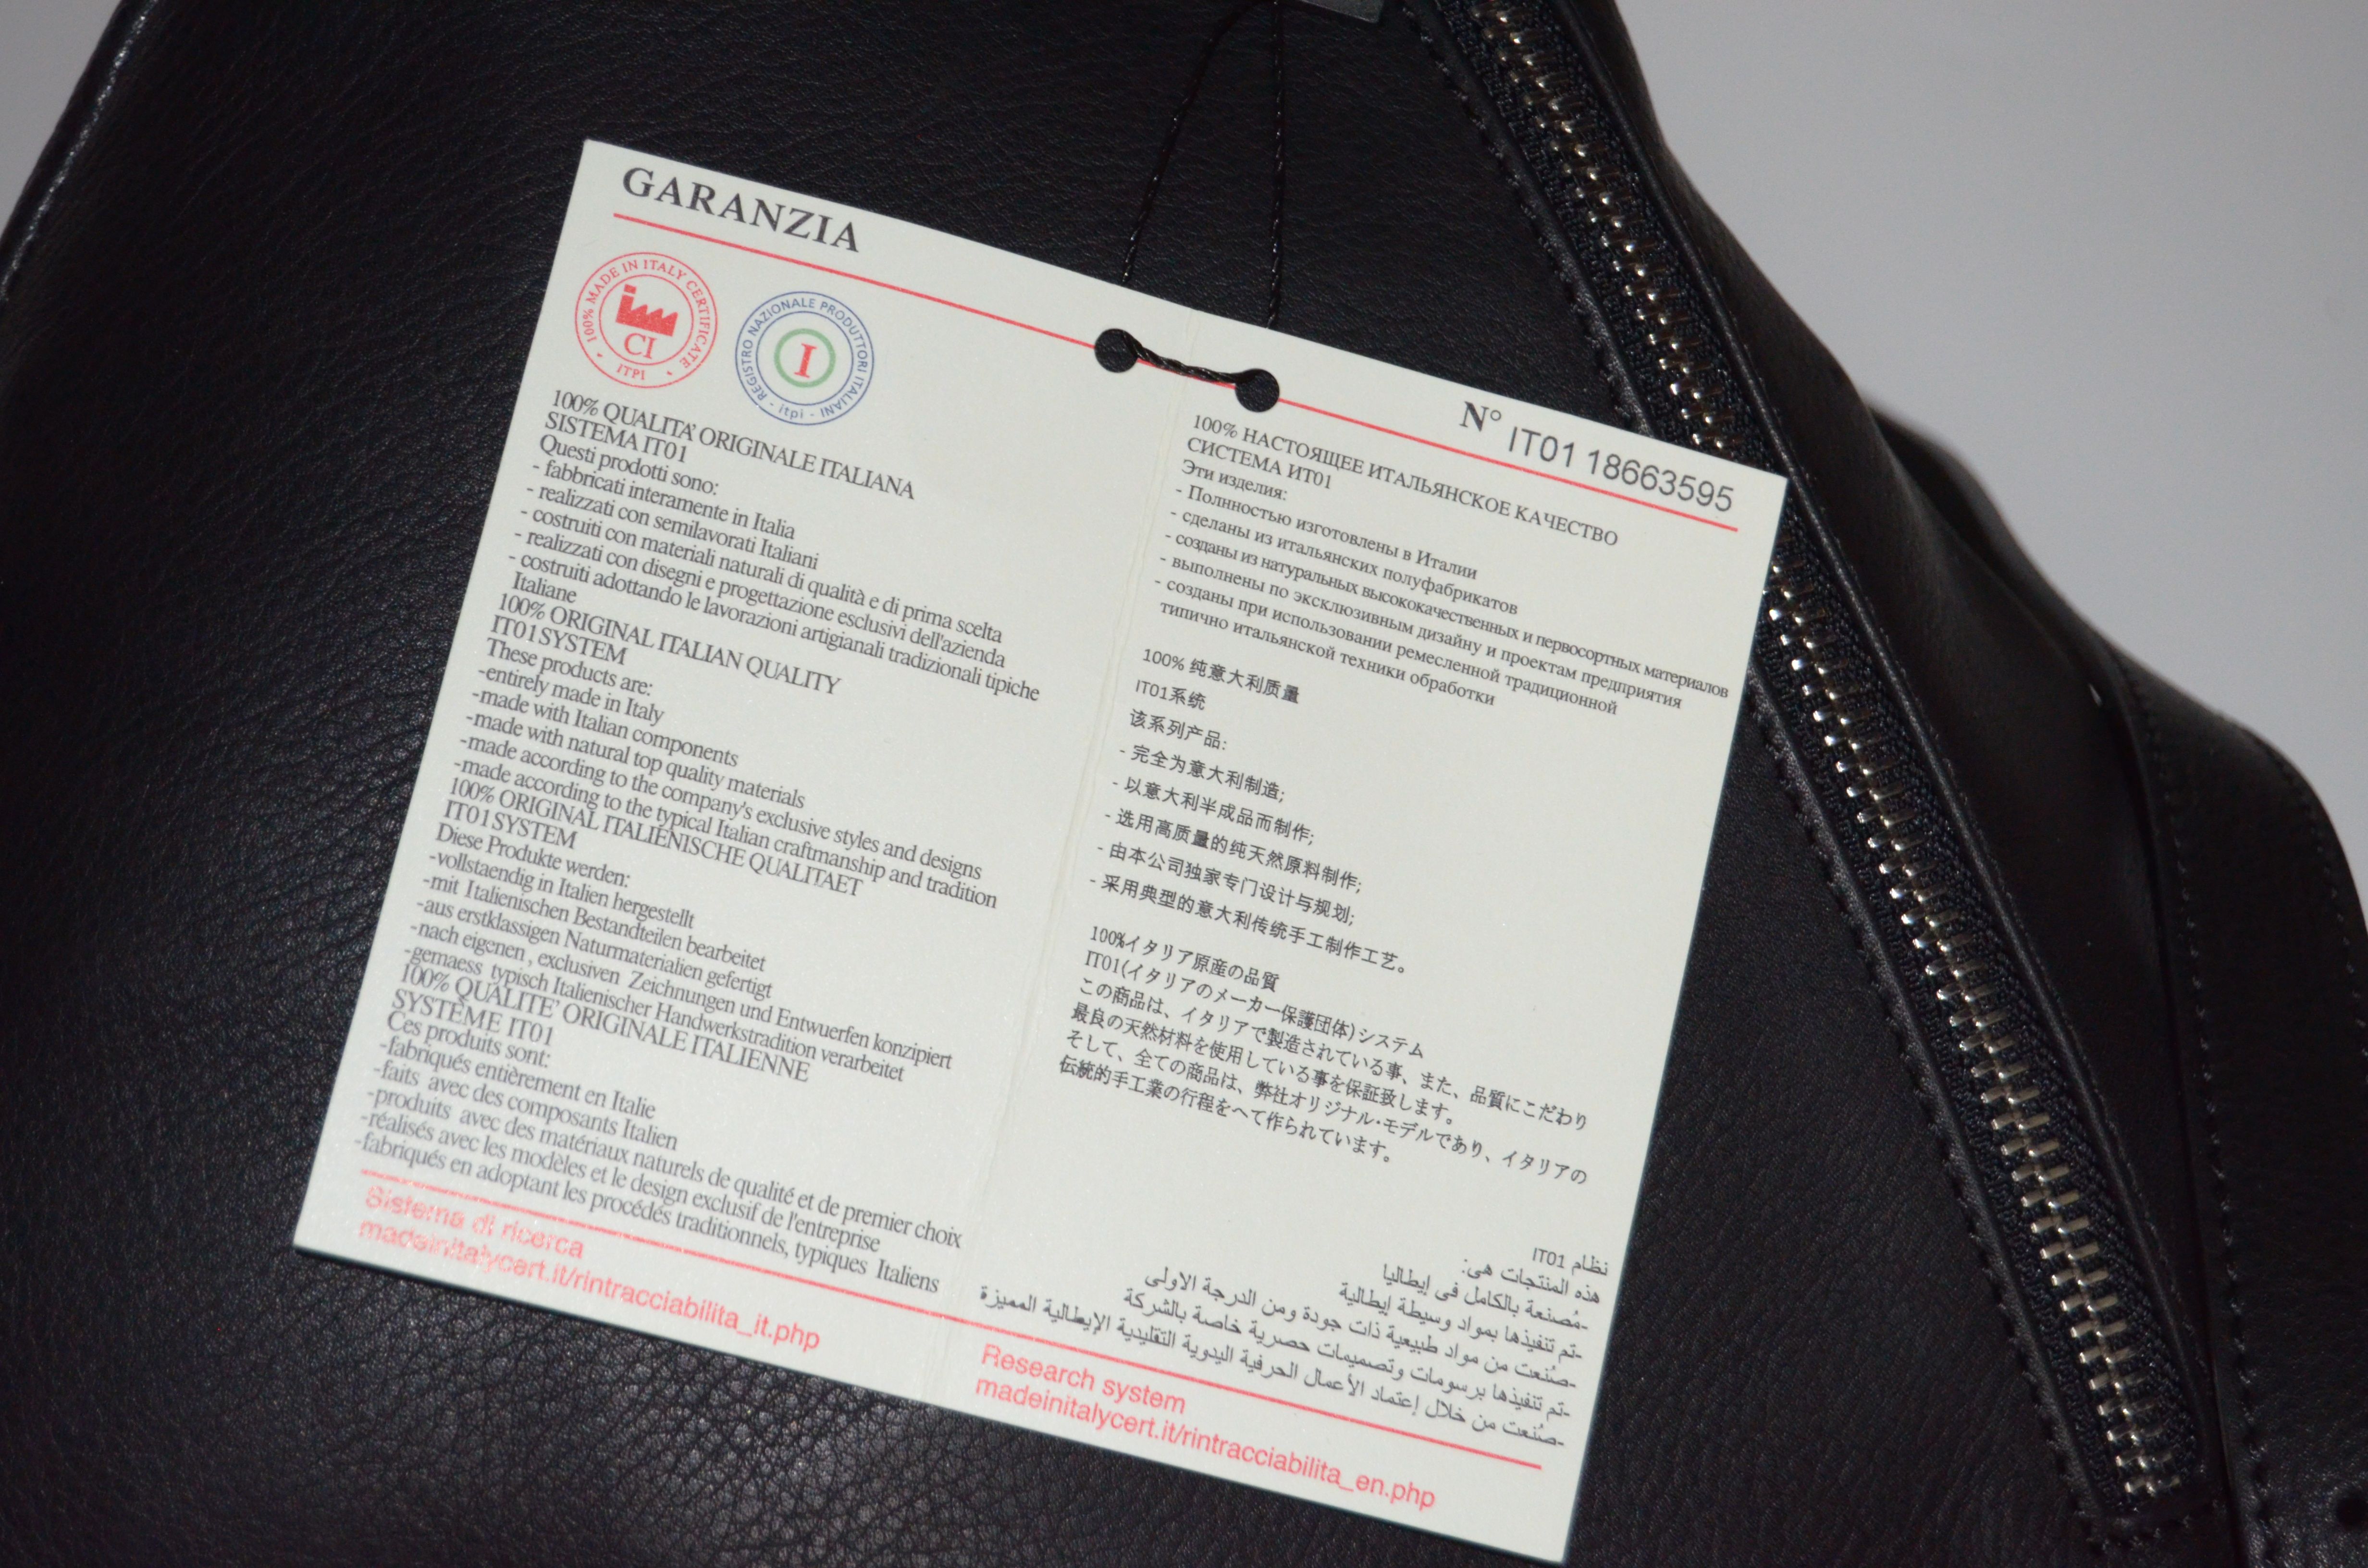 GARANZIA
100% MADE IN ITALY CERTIFICATE
CI
ITPI
REGISTRO NAZIONALE PRODUTTORI ITALIANI
I
- itpi -
100% QUALITA' ORIGINALE ITALIANA
SISTEMA IT01
Questi prodotti sono:
- fabbricati interamente in Italia
- realizzati con semilavorati Italiani
- costruiti con materiali naturali di qualità e di prima scelta
- realizzati con disegni e progettazione esclusivi dell'azienda
- costruiti adottando le lavorazioni artigianali tradizionali tipiche
Italiane
100% ORIGINAL ITALIAN QUALITY
IT01SYSTEM
These products are:
-entirely made in Italy
-made with Italian components
-made with natural top quality materials
-made according to the company's exclusive styles and designs
-made according to the typical Italian craftmanship and tradition
100% ORIGINAL ITALIENISCHE QUALITAET
IT01SYSTEM
Diese Produkte werden:
-vollstaendig in Italien hergestellt
-mit Italienischen Bestandteilen bearbeitet
-aus erstklassigen Naturmaterialien gefertigt
-nach eigenen , exclusiven Zeichnungen und Entwuerfen konzipiert
-gemaess typisch Italienischer Handwerkstradition verarbeitet
100% QUALITE' ORIGINALE ITALIENNE
SYSTÈME IT01
Ces produits sont:
-fabriqués entièrement en Italie
-faits avec des composants Italien
-produits avec des matériaux naturels de qualité et de premier choix
-réalisés avec les modèles et le design exclusif de l'entreprise
-fabriqués en adoptant les procédés traditionnels, typiques Italiens
Sistema di ricerca
madeinitalycert.it/rintracciabilita_it.php
N° IT01 18663595
100% НАСТОЯЩЕЕ ИТАЛЬЯНСКОЕ КАЧЕСТВО
СИСТЕМА ИТ01
Эти изделия:
- Полнностью изготовлены в Италии
- сделаны из итальянских полуфабрикатов
- созданы из натуральных высококачественных и первосортных материалов
- выполнены по эксклюзивным дизайну и проектам предприятия
- созданы при использовании ремесленной традиционной
типично итальянской техники обработки
100% 纯意大利质量
IT01系统
该系列产品:
- 完全为意大利制造;
- 以意大利半成品而制作;
- 选用高质量的纯天然原料制作;
- 由本公司独家专门设计与规划;
- 采用典型的意大利传统手工制作工艺。
100%イタリア原産の品質
IT01(イタリアのメーカー保護団体)システム
この商品は、イタリアで製造されている事、また、品質にこだわり
最良の天然材料を使用している事を保証致します。
そして、全ての商品は、弊社オリジナル・モデルであり、イタリアの
伝統的手工業の行程をへて作られています。
نظام IT01
هذه المنتجات هى:
-مُصنعة بالكامل فى إيطاليا
-تم تنفيذها بمواد وسيطة إيطالية
-صُنعت من مواد طبيعية ذات جودة ومن الدرجة الاولى
-تم تنفيذها برسومات وتصميمات حصرية خاصة بالشركة
-صُنعت من خلال إعتماد الأعمال الحرفية اليدوية التقليدية الإيطالية المميزة
Research system
madeinitalycert.it/rintracciabilita_en.php